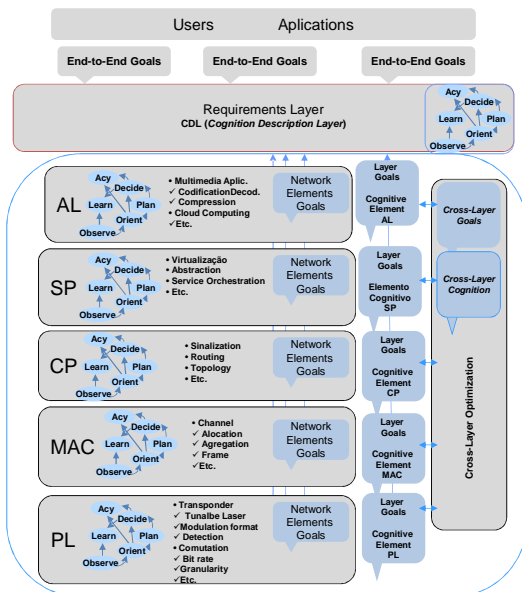 Users Aplications
End-to-End Goals
End-to-End Goals
End-to-End Goals
Requirements Layer
CDL (Cognition Description Layer)
Acy
Decide
Learn
Plan
Orient
Observe
AL
Acy
Decide
Learn
Plan
Orient
Observe
• Multimedia Aplic.
✓ CodificationDecod.
✓ Compression
• Cloud Computing
✓Etc.
Network
Elements
Goals
Layer
Goals
Cognitive
Element
AL
SP
Acy
Decide
Learn
Plan
Orient
Observe
• Virtualização
• Abstraction
• Service Orchestration
• Etc.
Network
Elements
Goals
Layer
Goals
Elemento
Cognitivo
SP
CP
Acy
Decide
Learn
Plan
Orient
Observe
• Sinalization
• Routing
• Topology
• Etc.
Network
Elements
Goals
Layer
Goals
Cognitive
Element
CP
MAC
Acy
Decide
Learn
Plan
Orient
Observe
• Channel
✓ Alocation
✓ Agregation
✓ Frame
✓Etc.
Network
Elements
Goals
Layer
Goals
Cognitive
Element
MAC
PL
Acy
Decide
Learn
Plan
Orient
Observe
• Transponder
✓ Tunalbe Laser
✓Modulation format
✓ Detection
• Comutation
✓ Bit rate
✓Granularity
✓Etc.
Network
Elements
Goals
Layer
Goals
Cognitive
Element
PL
Cross-Layer
Goals
Cross-Layer
Cognition
Cross-Layer Optimization